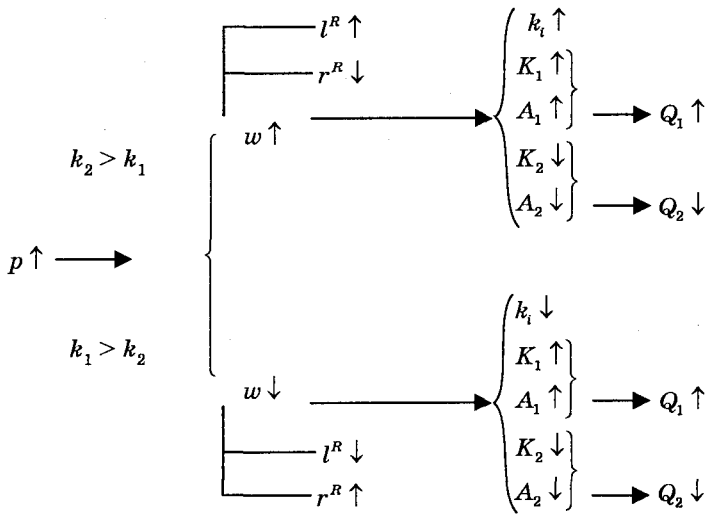 l^R ↑
k_i ↑
r^R ↓
K_1 ↑
w ↑
A_1 ↑
Q_1 ↑
k_2 > k_1
K_2 ↓
A_2 ↓
Q_2 ↓
p ↑
k_1 > k_2
k_i ↓
K_1 ↑
w ↓
A_1 ↑
Q_1 ↑
l^R ↓
K_2 ↓
r^R ↑
A_2 ↓
Q_2 ↓